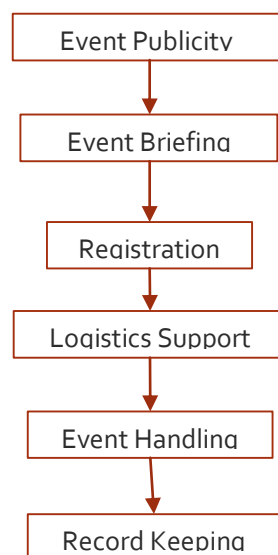 Event Publicity
Event Briefing
Registration
Logistics Support
Event Handling
Record Keeping